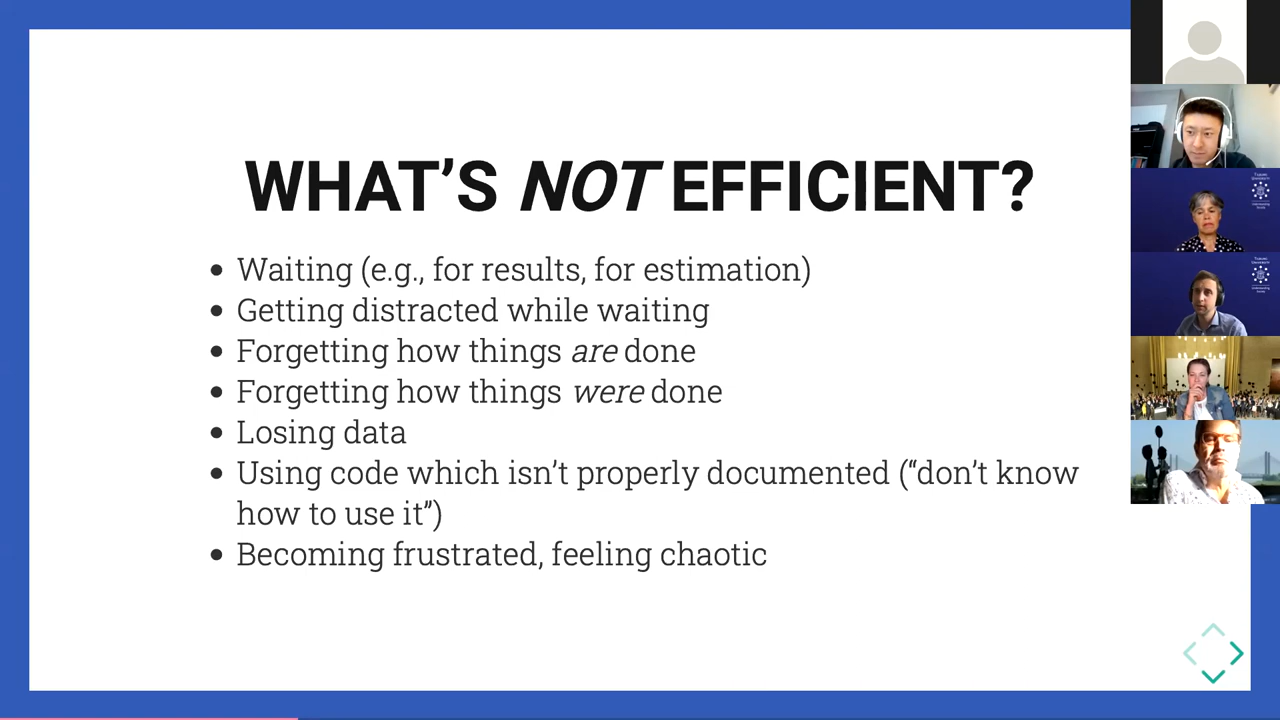 WHAT’S NOT EFFICIENT?
• Waiting (e.g., for results, for estimation)
• Getting distracted while waiting
• Forgetting how things are done
• Forgetting how things were done
• Losing data
• Using code which isn’t properly documented (“don’t know
how to use it”)
• Becoming frustrated, feeling chaotic